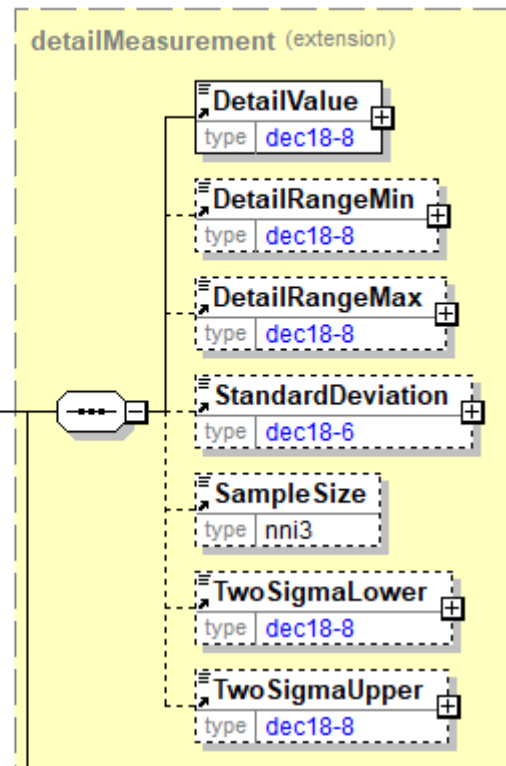 detailMeasurement (extension)
DetailValue
type dec18-8
DetailRangeMin
type dec18-8
DetailRangeMax
type dec18-8
StandardDeviation
type dec18-6
SampleSize
type nni3
TwoSigmaLower
type dec18-8
TwoSigmaUpper
type dec18-8